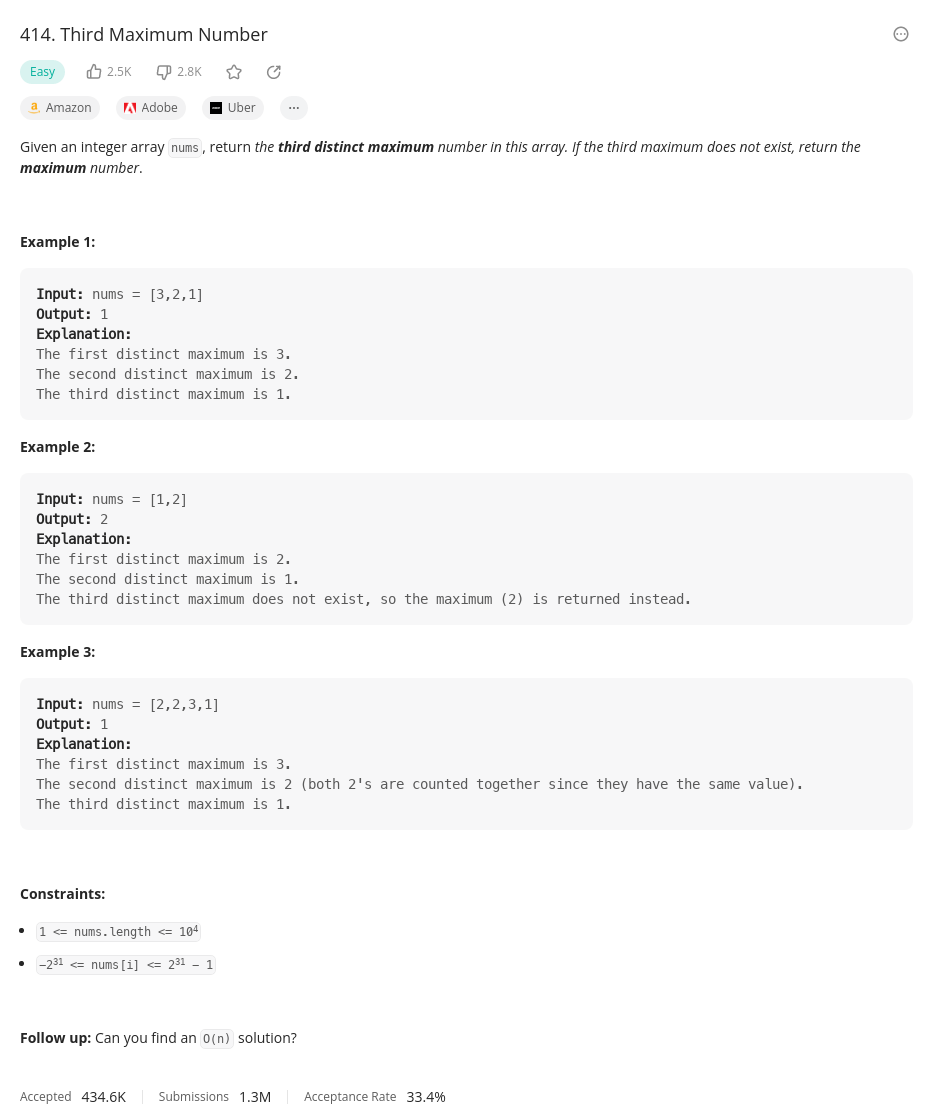 414. Third Maximum Number
Easy 2.5K 2.8K
Amazon Adobe Uber ...
Given an integer array nums, return the third distinct maximum number in this array. If the third maximum does not exist, return the
maximum number.
Example 1:
Input: nums = [3,2,1]
Output: 1
Explanation:
The first distinct maximum is 3.
The second distinct maximum is 2.
The third distinct maximum is 1.
Example 2:
Input: nums = [1,2]
Output: 2
Explanation:
The first distinct maximum is 2.
The second distinct maximum is 1.
The third distinct maximum does not exist, so the maximum (2) is returned instead.
Example 3:
Input: nums = [2,2,3,1]
Output: 1
Explanation:
The first distinct maximum is 3.
The second distinct maximum is 2 (both 2's are counted together since they have the same value).
The third distinct maximum is 1.
Constraints:
1 <= nums.length <= 10⁴
−2³¹ <= nums[i] <= 2³¹ − 1
Follow up: Can you find an O(n) solution?
Accepted 434.6K Submissions 1.3M Acceptance Rate 33.4%